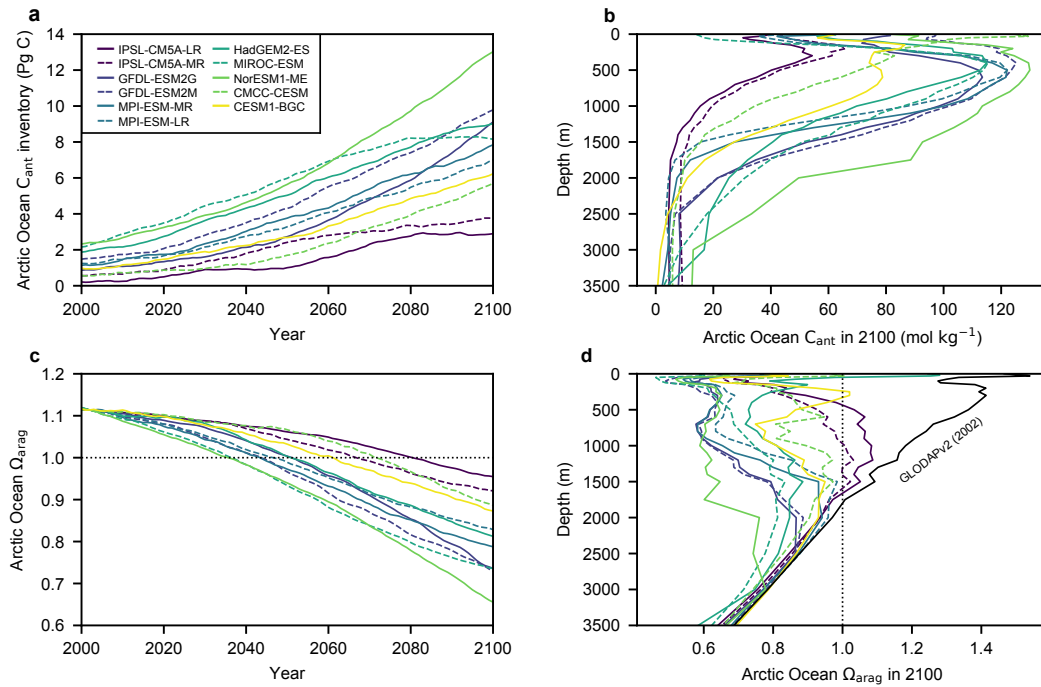 a
Arctic Ocean Cant inventory (Pg C)
14
12
10
8
6
4
2
0
IPSL-CM5A-LR
IPSL-CM5A-MR
GFDL-ESM2G
GFDL-ESM2M
MPI-ESM-MR
MPI-ESM-LR
HadGEM2-ES
MIROC-ESM
NorESM1-ME
CMCC-CESM
CESM1-BGC
2000 2020 2040 2060 2080 2100
Year
b
Depth (m)
0
500
1000
1500
2000
2500
3000
3500
0 20 40 60 80 100 120
Arctic Ocean Cant in 2100 (mol kg⁻¹)
c
Arctic Ocean Ωarag
1.2
1.1
1.0
0.9
0.8
0.7
0.6
2000 2020 2040 2060 2080 2100
Year
d
Depth (m)
0
500
1000
1500
2000
2500
3000
3500
GLODAPv2 (2002)
0.6 0.8 1.0 1.2 1.4
Arctic Ocean Ωarag in 2100